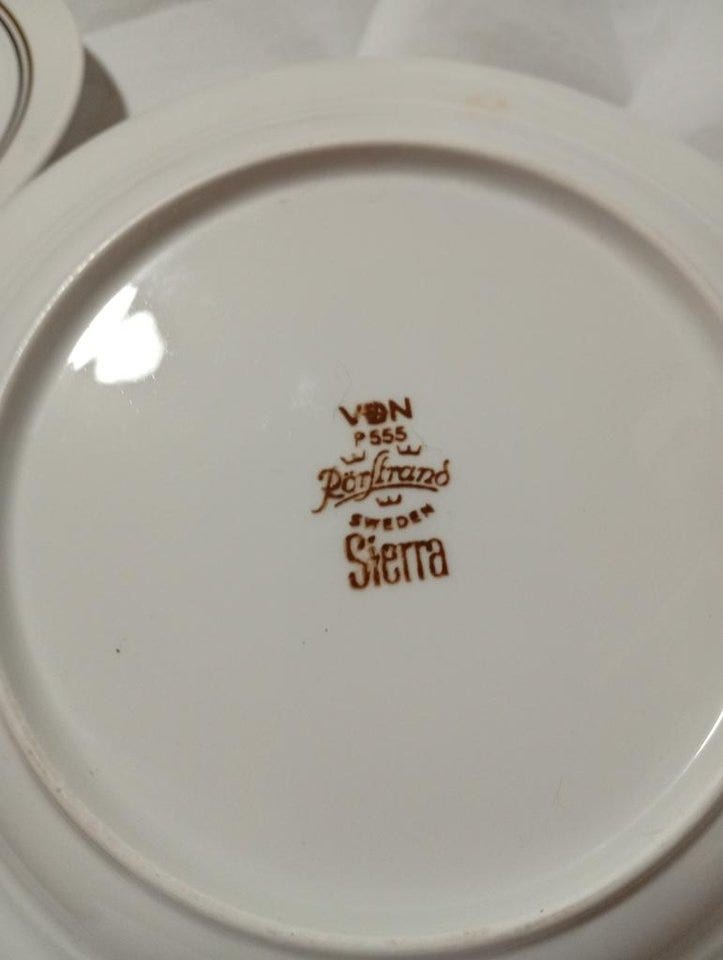 VDN
P555
Rörstrand
SWEDEN
Sierra